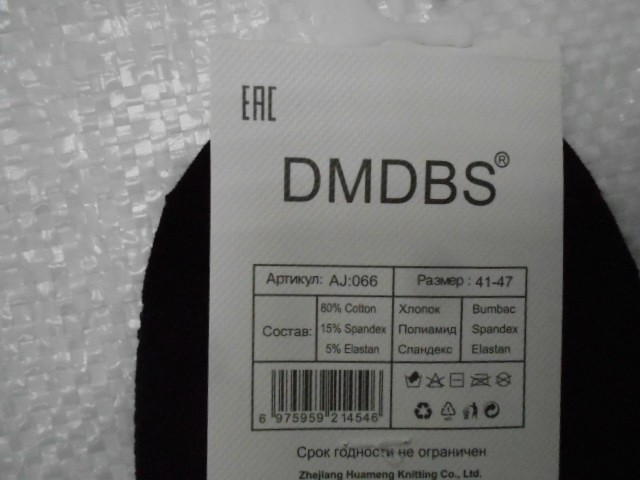 EAC
DMDBS®
Артикул: AJ:066 Размер : 41-47
Состав:
80% Cotton Хлопок Bumbac
15% Spandex Полиамид Spandex
5% Elastan Спандекс Elastan
6 975959 214546
Срок годности не ограничен
Zhejiang Huameng Knitting Co., Ltd.